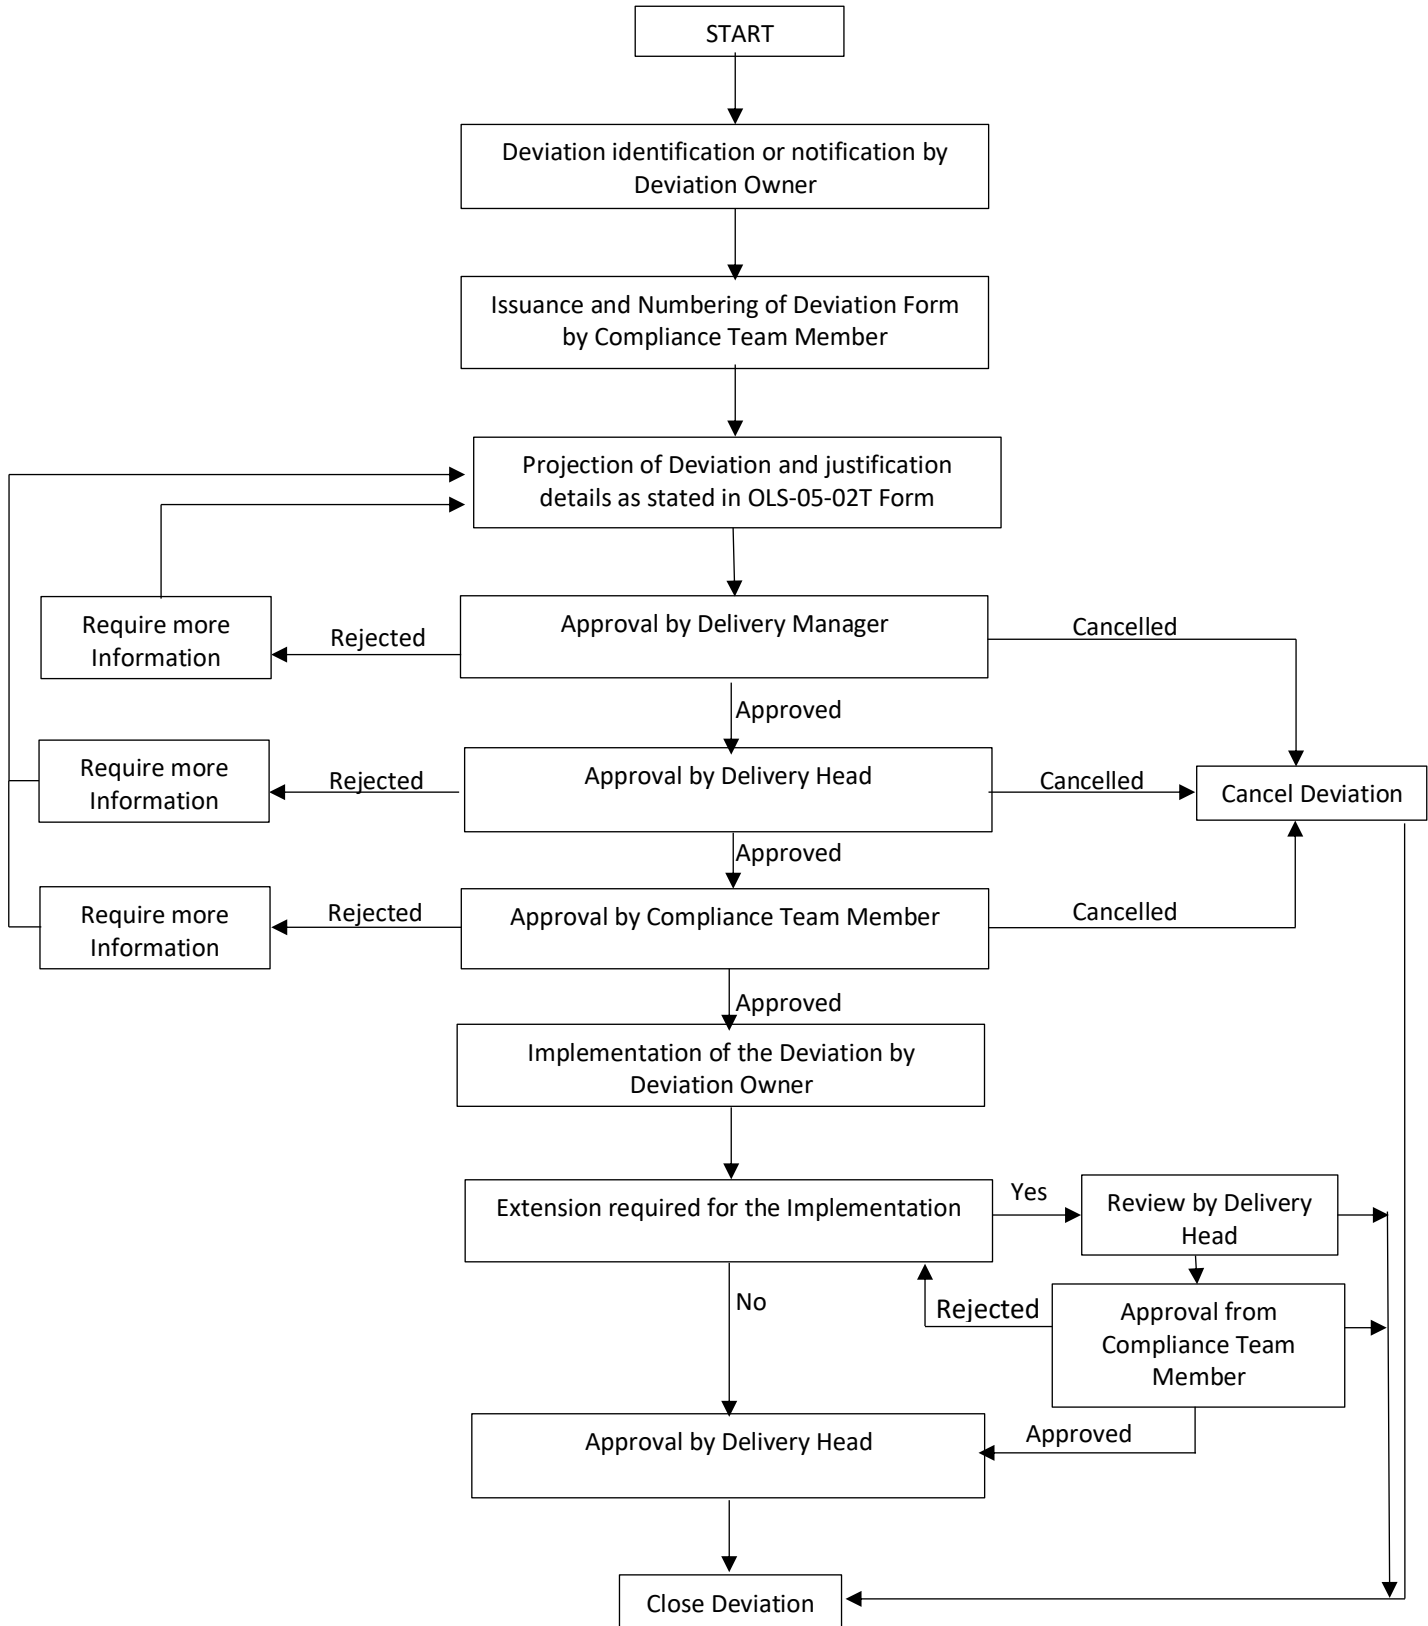 START
Deviation identification or notification by
Deviation Owner
Issuance and Numbering of Deviation Form
by Compliance Team Member
Projection of Deviation and justification
details as stated in OLS-05-02T Form
Require more
Information
Rejected
Approval by Delivery Manager
Cancelled
Approved
Require more
Information
Rejected
Approval by Delivery Head
Cancelled
Cancel Deviation
Approved
Require more
Information
Rejected
Approval by Compliance Team Member
Cancelled
Approved
Implementation of the Deviation by
Deviation Owner
Extension required for the Implementation
Yes
Review by Delivery
Head
No
Rejected
Approval from
Compliance Team
Member
Approval by Delivery Head
Approved
Close Deviation